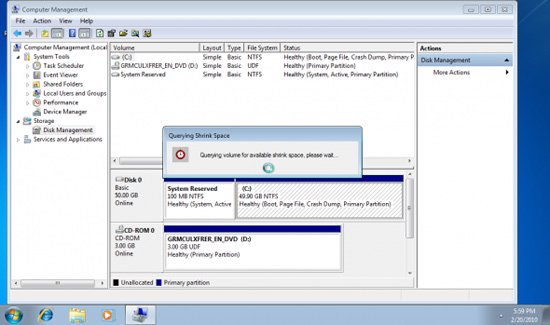 Computer Management
File Action View Help
Computer Management (Local
System Tools
Task Scheduler
Event Viewer
Shared Folders
Local Users and Groups
Performance
Device Manager
Storage
Disk Management
Services and Applications
Volume Layout Type File System Status
(C:) Simple Basic NTFS Healthy (Boot, Page File, Crash Dump, Primary Partition)
GRMCULXFRER_EN_DVD (D:) Simple Basic UDF Healthy (Primary Partition)
System Reserved Simple Basic NTFS Healthy (System, Active, Primary Partition)
Actions
Disk Management
More Actions
Querying Shrink Space
Querying volume for available shrink space, please wait...
Disk 0
Basic
50.00 GB
Online
System Reserved
100 MB NTFS
Healthy (System, Active
(C:)
49.90 GB NTFS
Healthy (Boot, Page File, Crash Dump, Primary Partition)
CD-ROM 0
CD-ROM
3.00 GB
Online
GRMCULXFRER_EN_DVD (D:)
3.00 GB UDF
Healthy (Primary Partition)
Unallocated Primary partition
5:59 PM
2/20/2010